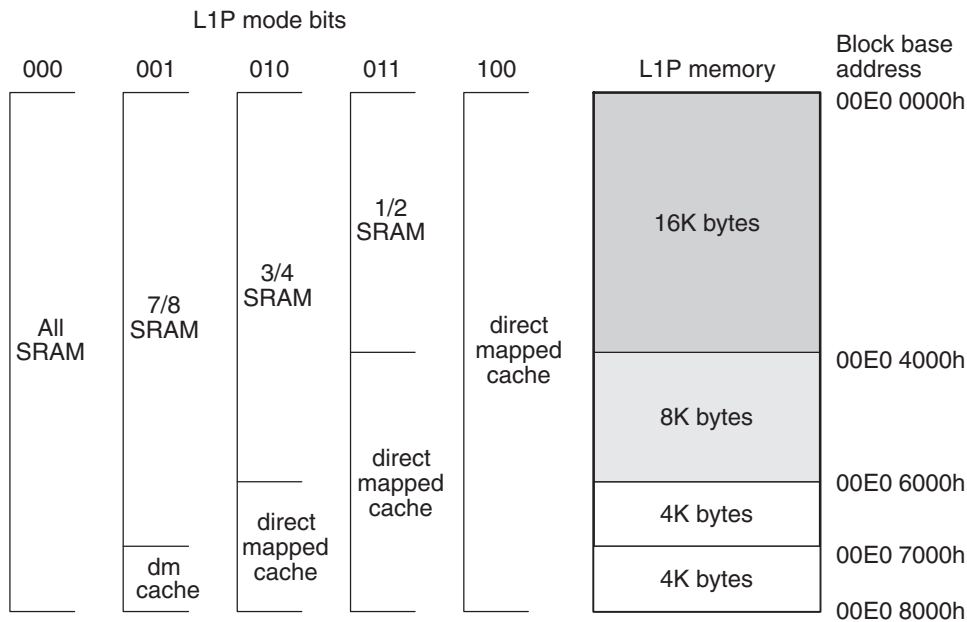 L1P mode bits
000 001 010 011 100 L1P memory
Block base
address
00E0 0000h
1/2
SRAM
16K bytes
3/4
SRAM
7/8
SRAM
All
SRAM
direct
mapped
cache
00E0 4000h
8K bytes
direct
mapped
cache
00E0 6000h
4K bytes
direct
mapped
cache
00E0 7000h
dm
cache
4K bytes
00E0 8000h